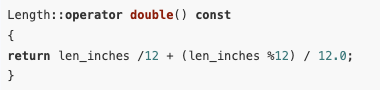 Length::operator double() const
{
return len_inches /12 + (len_inches %12) / 12.0;
}